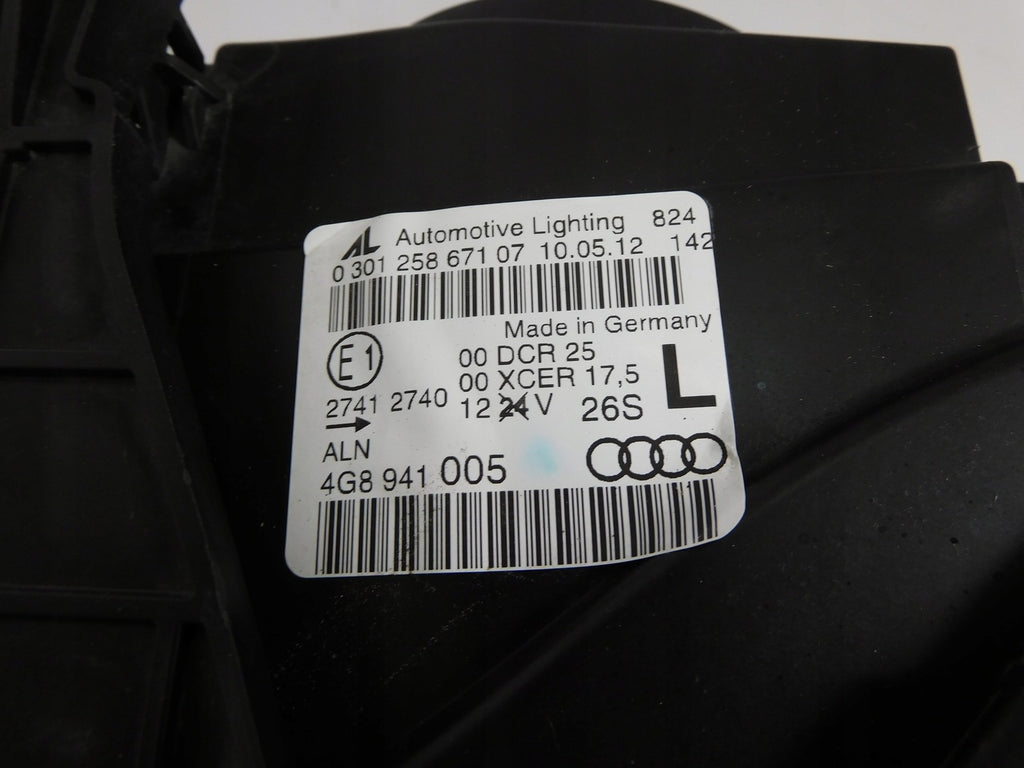 AL Automotive Lighting 824
0 301 258 671 07 10.05.12 142
Made in Germany
E1 00 DCR 25 L
00 XCER 17,5
2741 2740 12 24 V 26S
ALN
4G8 941 005